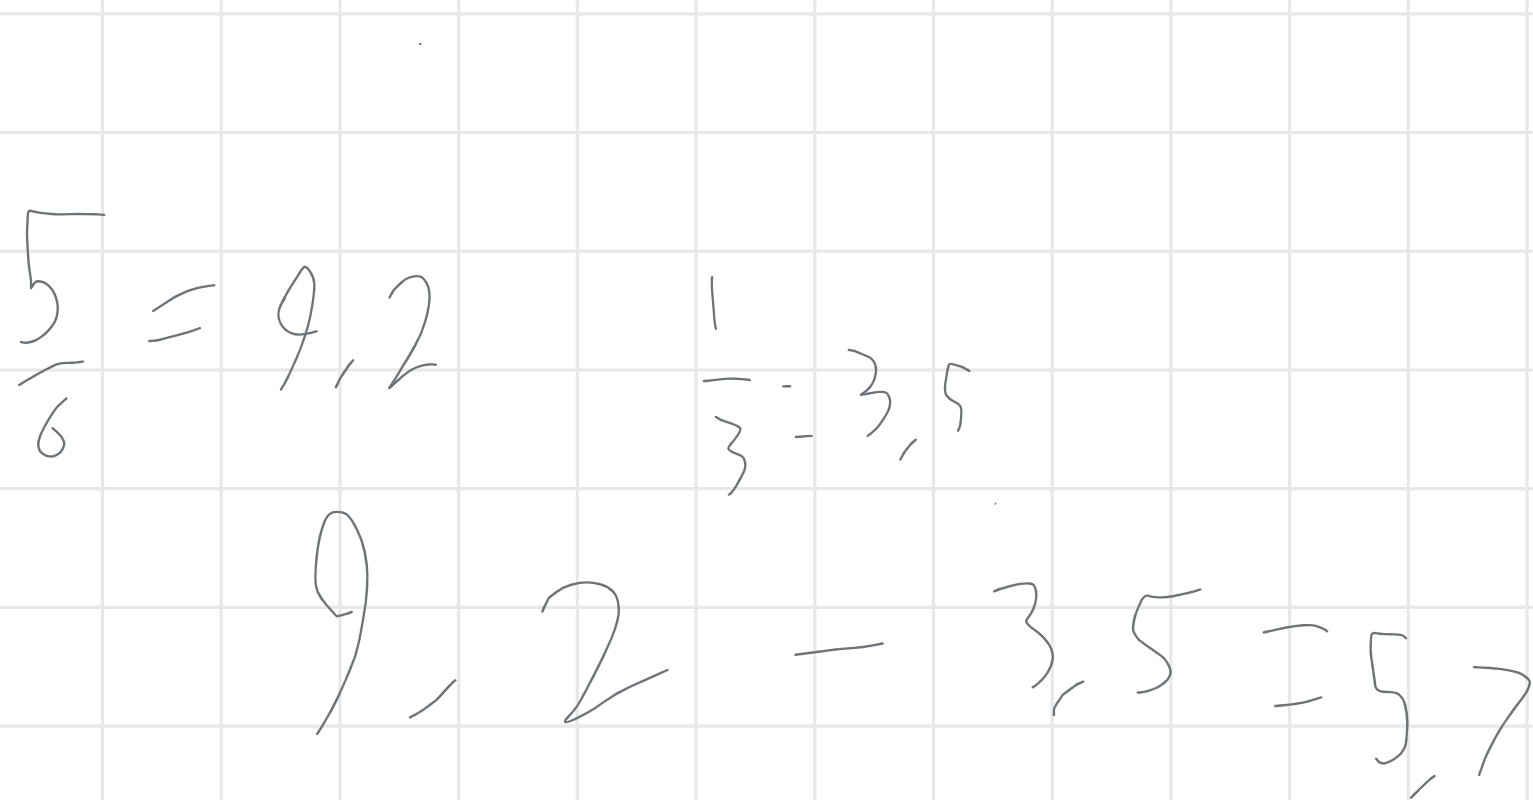 5/6 = 9,2
1/3 = 3,5
9,2 - 3,5 = 5,7